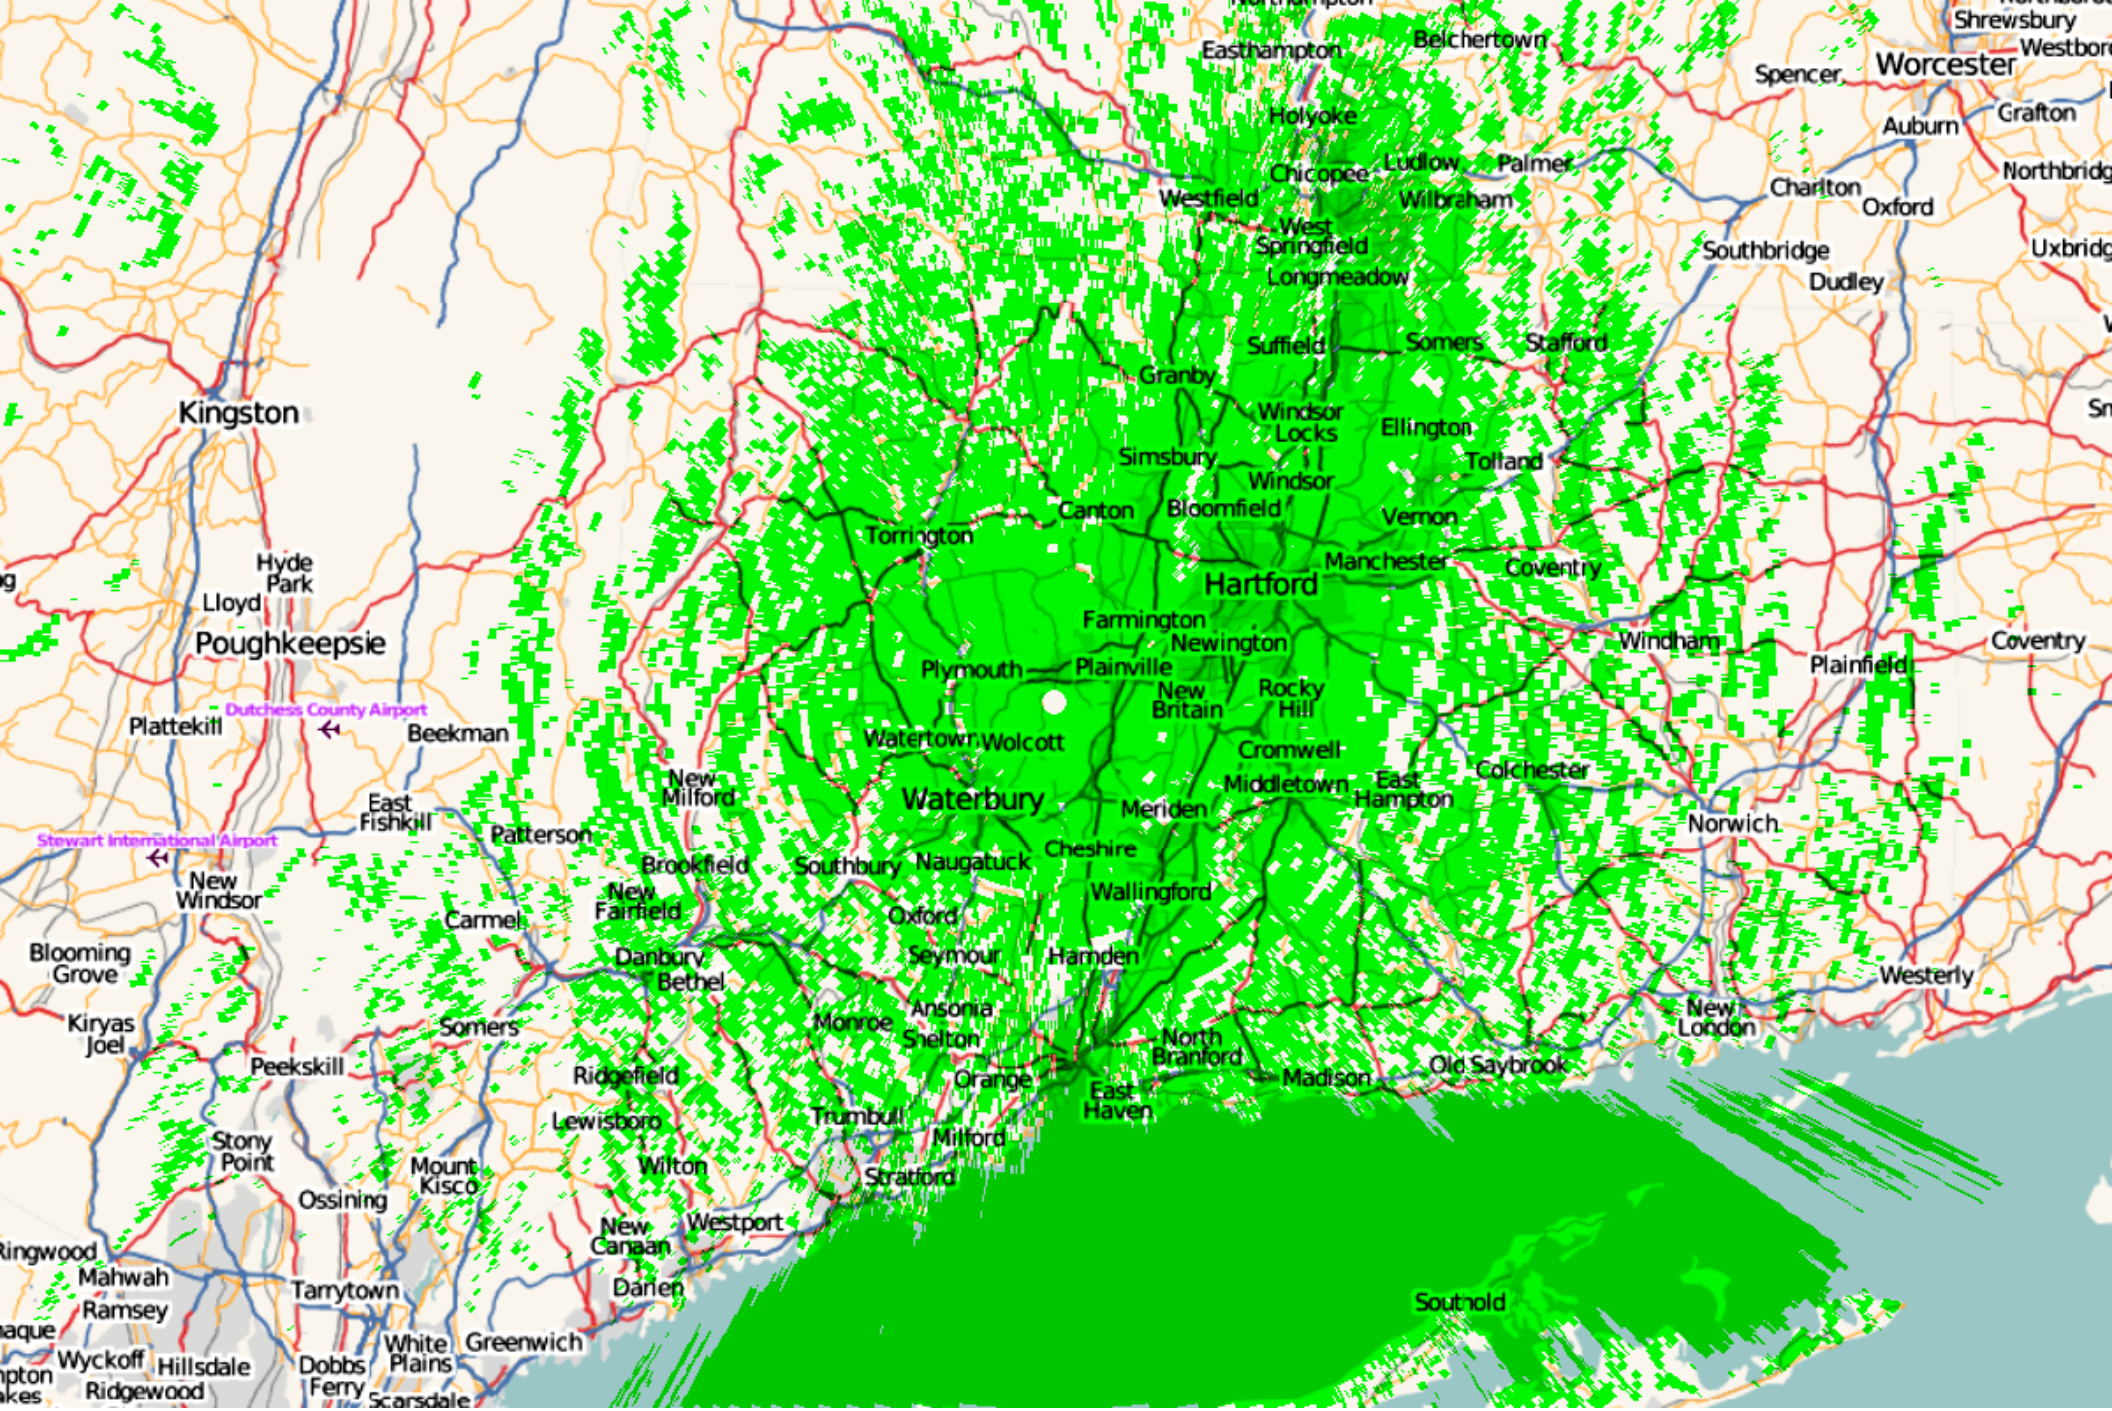 Northampton
Shrewsbury
Easthampton
Belchertown
Westboro
Worcester
Spencer
Holyoke
Grafton
Auburn
Chicopee
Ludlow
Palmer
Northbridg
Westfield
Wilbraham
Charlton
Oxford
West
Springfield
Southbridge
Uxbridg
Longmeadow
Dudley
Suffield
Somers
Stafford
Granby
Kingston
Windsor
Locks
Ellington
Simsbury
Tolland
Windsor
Canton
Bloomfield
Vernon
Torrington
Hyde
Park
Manchester
Coventry
Hartford
Lloyd
Farmington
Poughkeepsie
Newington
Windham
Coventry
Plymouth
Plainville
Plainfield
New
Britain
Rocky
Hill
Dutchess County Airport
Plattekill
Beekman
Watertown
Wolcott
Cromwell
New
Milford
Middletown
East
Hampton
Colchester
Waterbury
Meriden
East
Fishkill
Norwich
Patterson
Stewart International Airport
Cheshire
Brookfield
Southbury
Naugatuck
New
Windsor
New
Fairfield
Wallingford
Carmel
Oxford
Blooming
Grove
Danbury
Bethel
Seymour
Hamden
Westerly
Ansonia
New
London
Kiryas
Joel
Somers
Monroe
Shelton
North
Branford
Peekskill
Ridgefield
Orange
Madison
Old Saybrook
East
Haven
Lewisboro
Trumbull
Stony
Point
Milford
Mount
Kisco
Wilton
Stratford
Ossining
New
Canaan
Westport
Ringwood
Mahwah
Tarrytown
Darien
Southold
Ramsey
White
Plains
Greenwich
Wyckoff
Hillsdale
Dobbs
Ferry
Ridgewood
Scarsdale